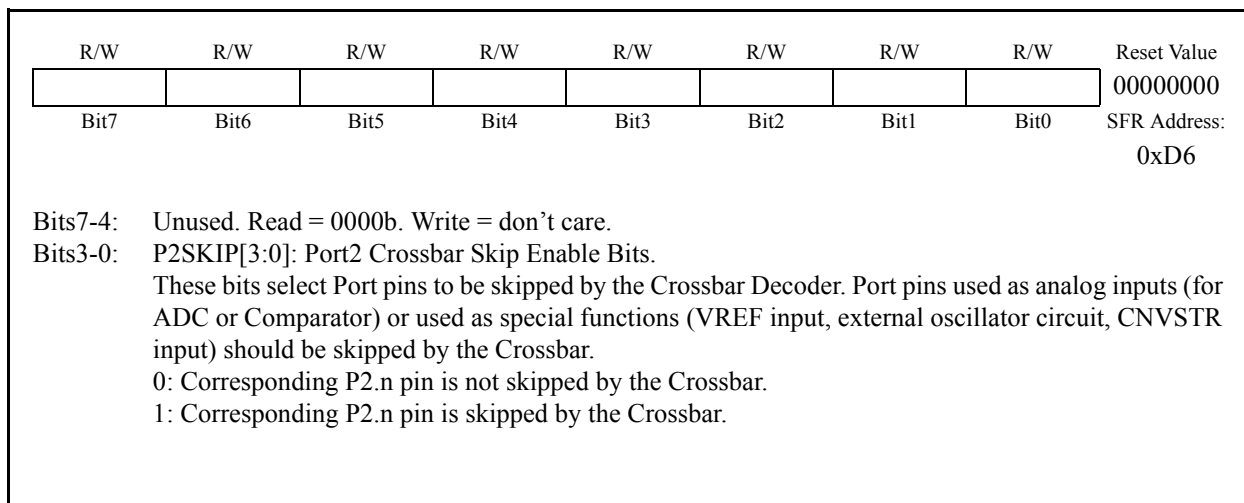 R/W R/W R/W R/W R/W R/W R/W R/W Reset Value
00000000
Bit7 Bit6 Bit5 Bit4 Bit3 Bit2 Bit1 Bit0 SFR Address:
0xD6
Bits7-4: Unused. Read = 0000b. Write = don’t care.
Bits3-0: P2SKIP[3:0]: Port2 Crossbar Skip Enable Bits.
These bits select Port pins to be skipped by the Crossbar Decoder. Port pins used as analog inputs (for
ADC or Comparator) or used as special functions (VREF input, external oscillator circuit, CNVSTR
input) should be skipped by the Crossbar.
0: Corresponding P2.n pin is not skipped by the Crossbar.
1: Corresponding P2.n pin is skipped by the Crossbar.